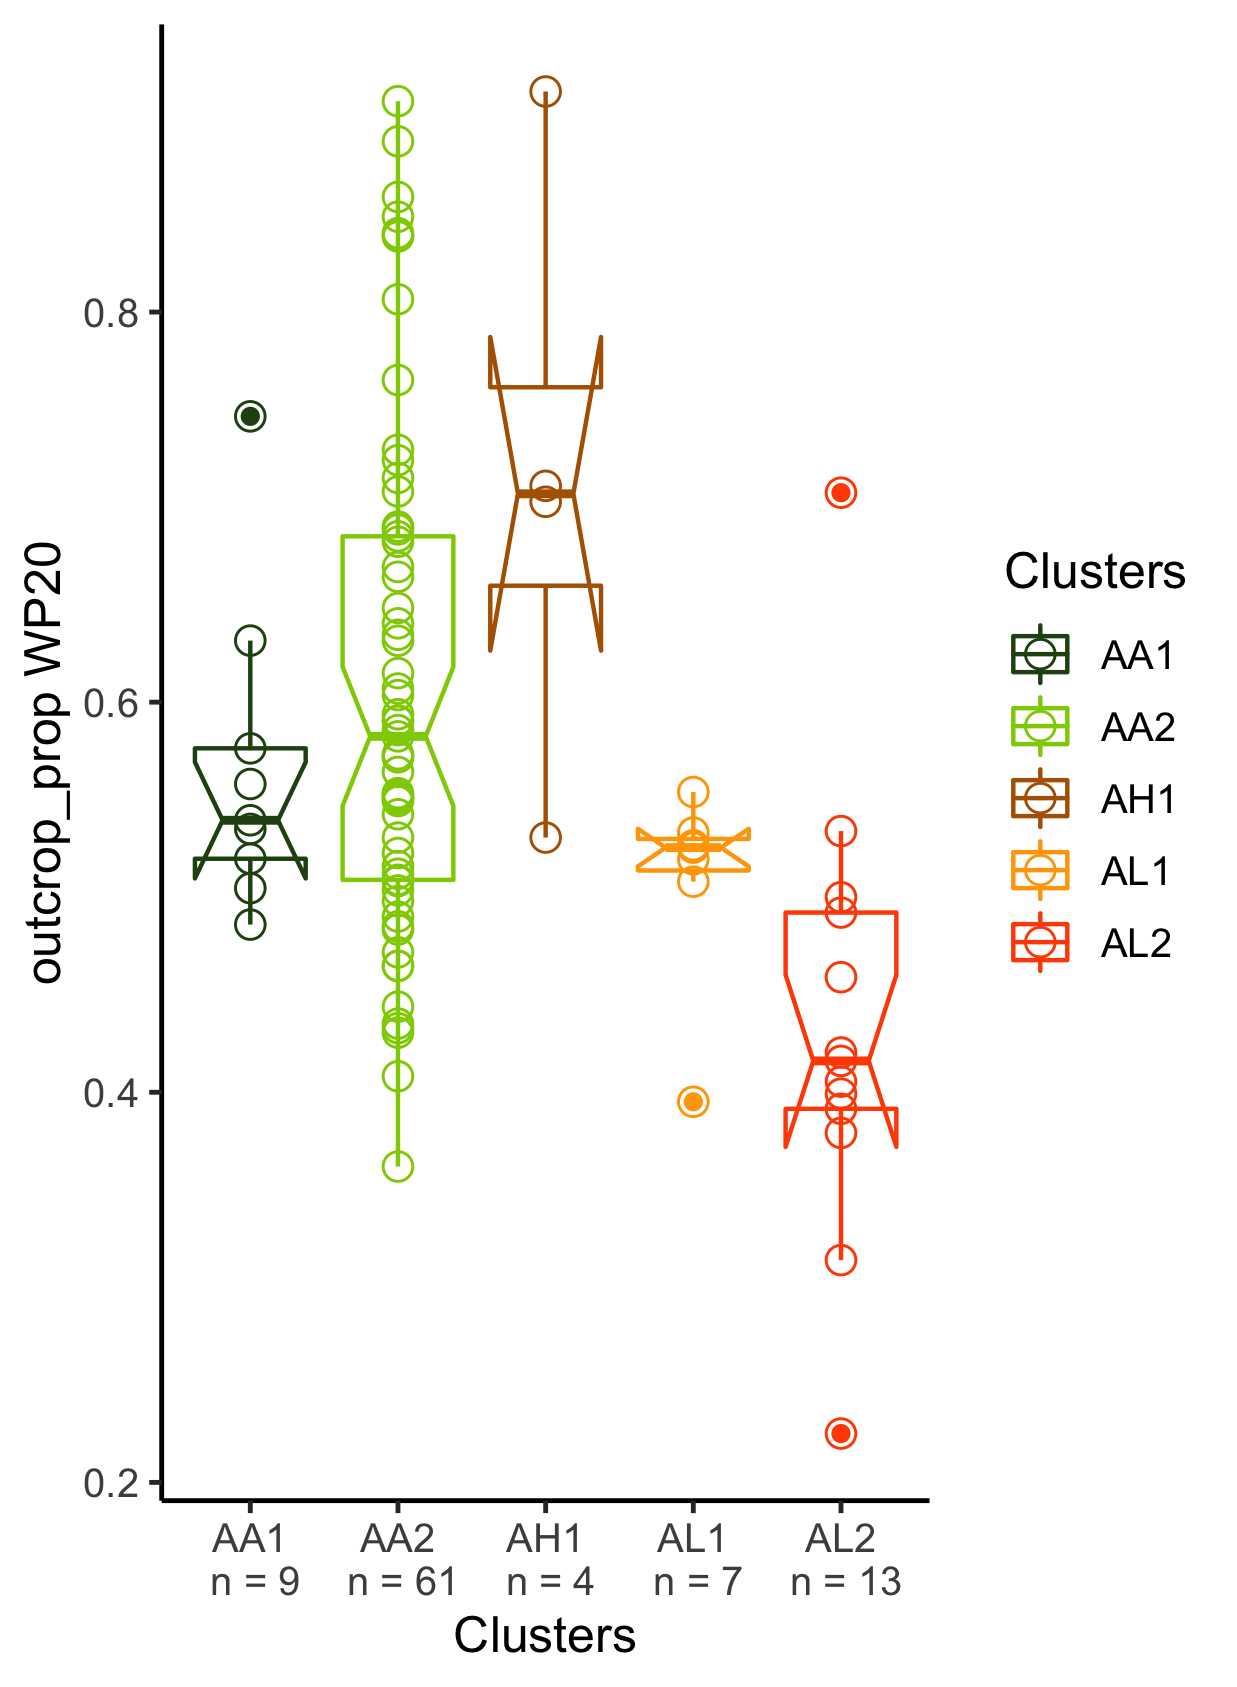 outcrop_prop WP20
0.8
0.6
0.4
0.2
AA1 AA2 AH1 AL1 AL2
n = 9 n = 61 n = 4 n = 7 n = 13
Clusters
Clusters
AA1
AA2
AH1
AL1
AL2